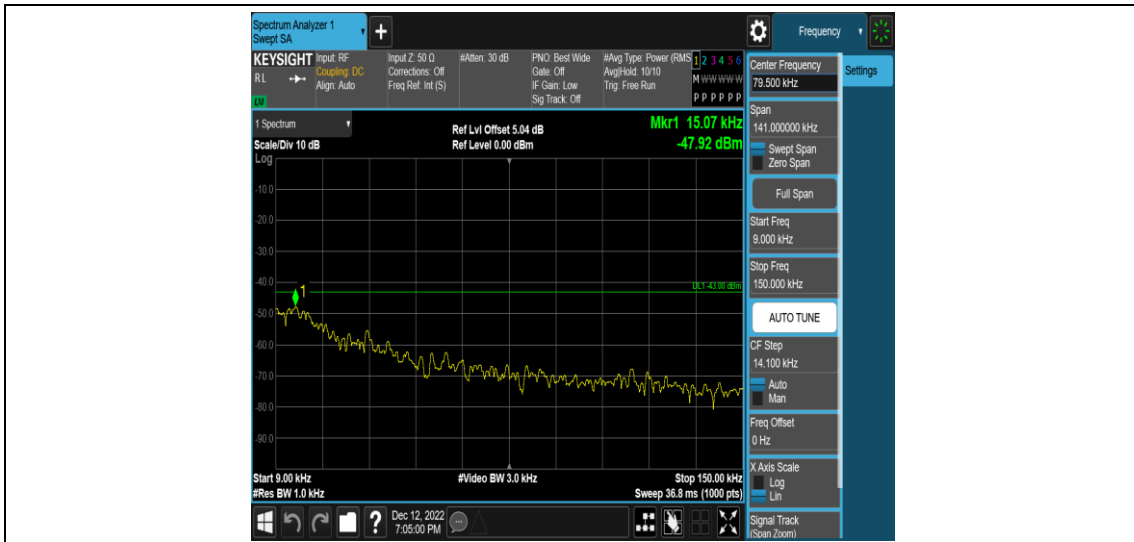 Spectrum Analyzer 1
Swept SA
+
Frequency
KEYSIGHT
RL
LXI
Input: RF
Coupling: DC
Align: Auto
Input Z: 50 Ω
Corrections: Off
Freq Ref: Int (S)
#Atten: 30 dB
PNO: Best Wide
Gate: Off
IF Gain: Low
Sig Track: Off
#Avg Type: Power (RMS
Avg|Hold: 10/10
Trig: Free Run
1 2 3 4 5 6
M W W W W W
P P P P P P
1 Spectrum
Scale/Div 10 dB
Ref Lvl Offset 5.04 dB
Ref Level 0.00 dBm
Mkr1 15.07 kHz
-47.92 dBm
Log
-10.0
-20.0
-30.0
-40.0
-50.0
-60.0
-70.0
-80.0
-90.0
DL1 -43.00 dBm
1
Start 9.00 kHz
#Res BW 1.0 kHz
#Video BW 3.0 kHz
Stop 150.00 kHz
Sweep 36.8 ms (1000 pts)
Center Frequency
79.500 kHz
Settings
Span
141.000000 kHz
Swept Span
Zero Span
Full Span
Start Freq
9.000 kHz
Stop Freq
150.000 kHz
AUTO TUNE
CF Step
14.100 kHz
Auto
Man
Freq Offset
0 Hz
X Axis Scale
Log
Lin
Signal Track
(Span Zoom)
?
Dec 12, 2022
7:05:00 PM